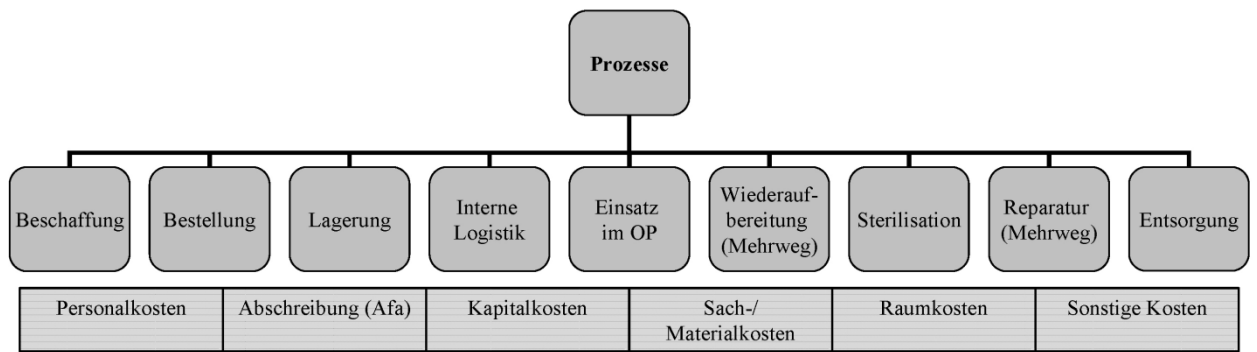 Prozesse
Beschaffung
Bestellung
Lagerung
Interne
Logistik
Einsatz
im OP
Wiederauf-
bereitung
(Mehrweg)
Sterilisation
Reparatur
(Mehrweg)
Entsorgung
Personalkosten
Abschreibung (Afa)
Kapitalkosten
Sach-/
Materialkosten
Raumkosten
Sonstige Kosten